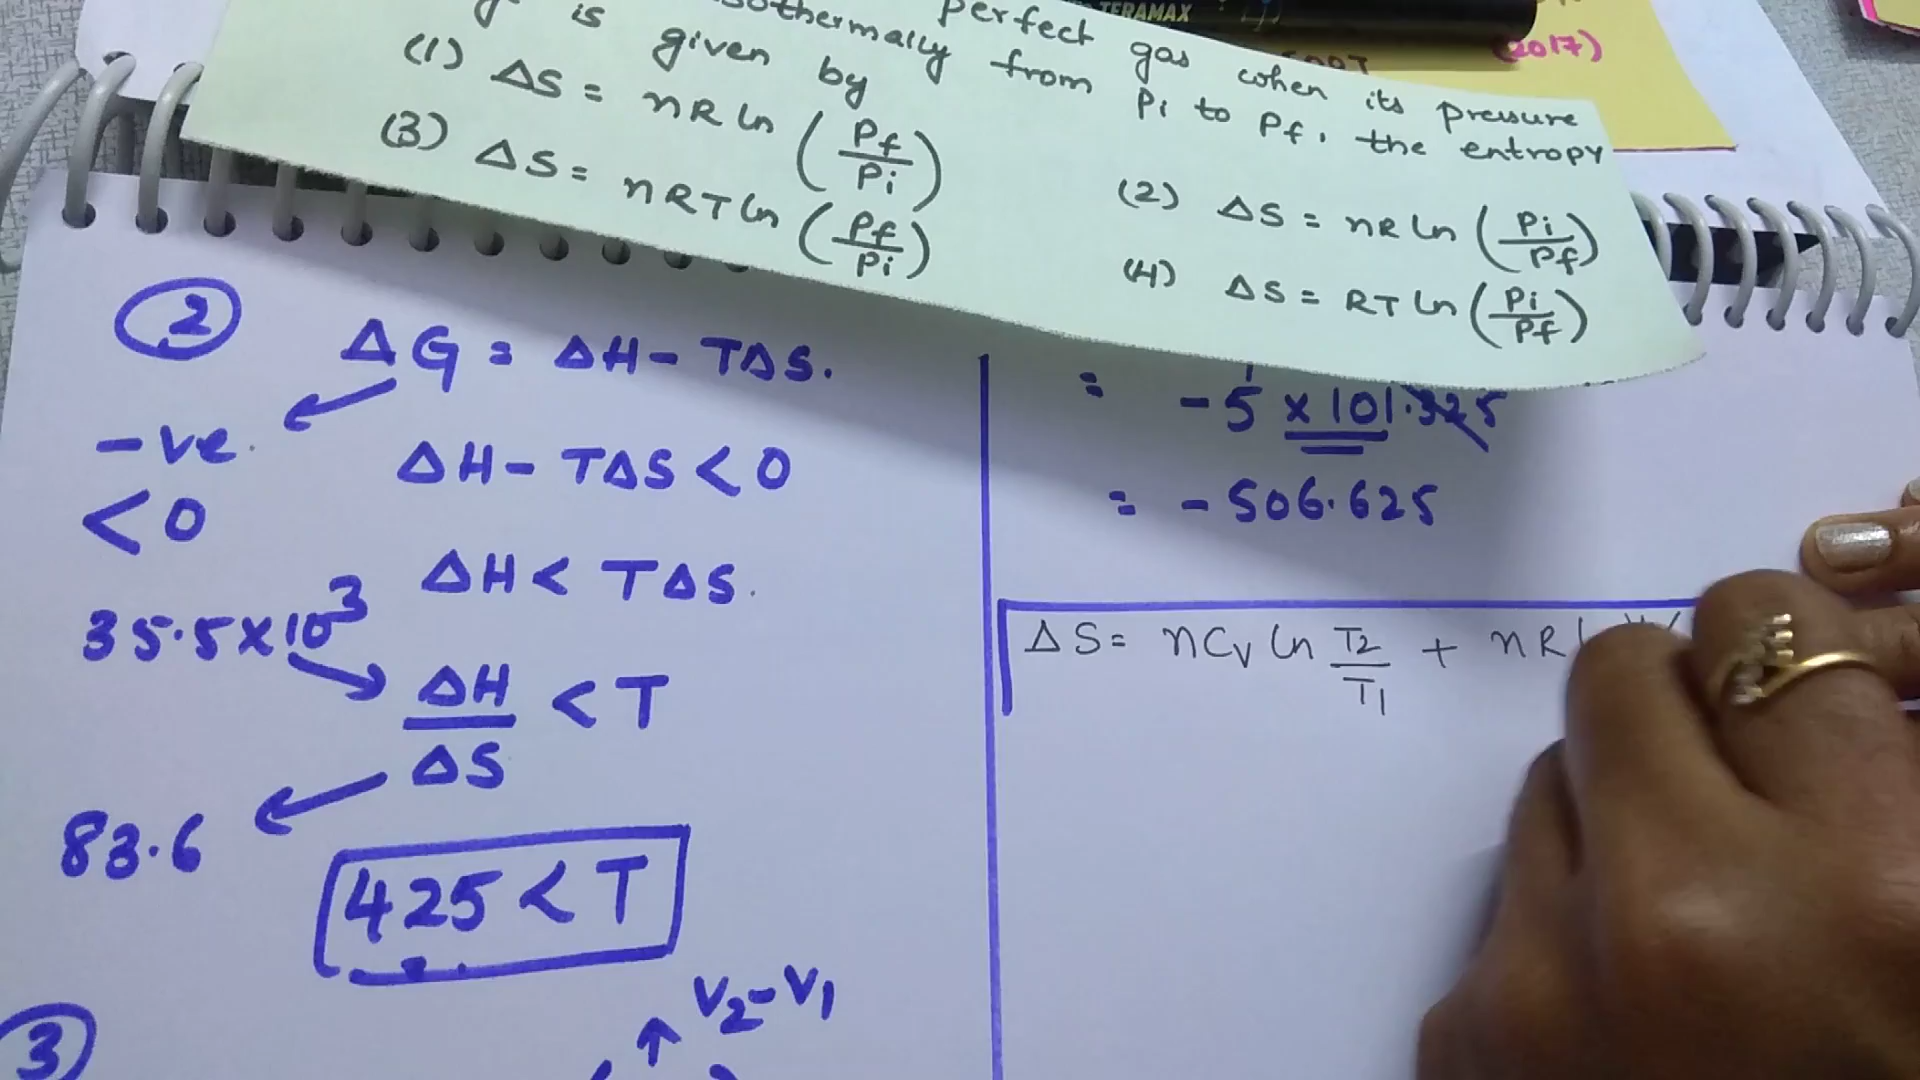 TERAMAX
(2017)
perfect gas cohen its pressure
isothermally from Pi to Pf, the entropy
is given by
(1) ΔS = nR ln (Pf/Pi)
(2) ΔS = nR ln (Pi/Pf)
(3) ΔS = nRT ln (Pf/Pi)
(4) ΔS = RT ln (Pi/Pf)
② ΔG = ΔH - TΔS.
-ve.
< 0
ΔH - TΔS < 0
ΔH < TΔS.
35.5 x 10³
ΔH/ΔS < T
83.6
425 < T
③
V2 - V1
= -5 x 101.325
= -506.625
ΔS = nCv ln T2/T1 + nR